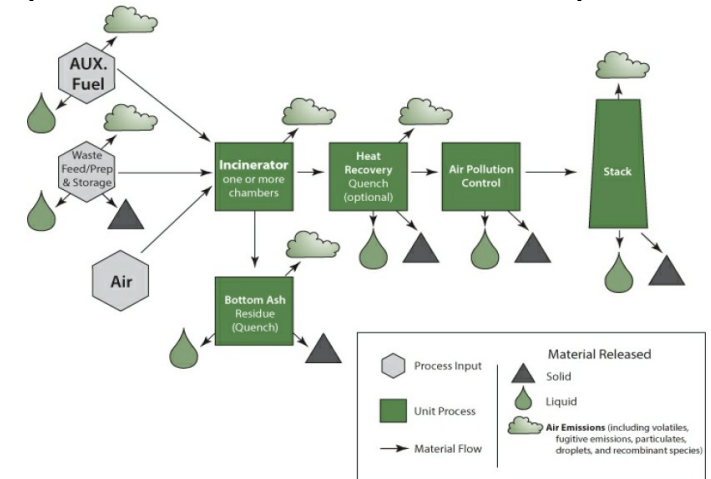 AUX.
Fuel
Waste
Feed/Prep
& Storage
Air
Incinerator
one or more
chambers
Heat
Recovery
Quench
(optional)
Air Pollution
Control
Stack
Bottom Ash
Residue
(Quench)
Process Input
Unit Process
Material Flow
Material Released
Solid
Liquid
Air Emissions (including volatiles,
fugitive emissions, particulates,
droplets, and recombinant species)